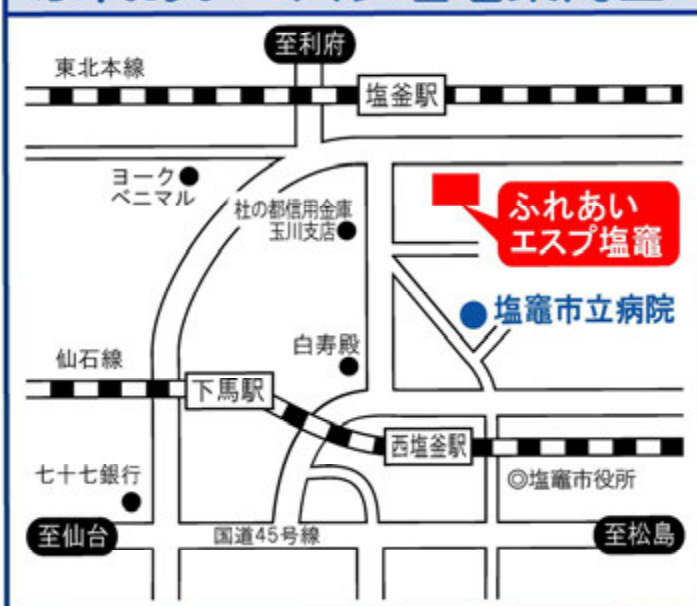 至利府
東北本線
塩釜駅
ヨーク
ベニマル
杜の都信用金庫
玉川支店
ふれあい
エスプ塩竈
塩竈市立病院
白寿殿
仙石線
下馬駅
西塩釜駅
七十七銀行
◎塩竈市役所
至仙台
国道45号線
至松島